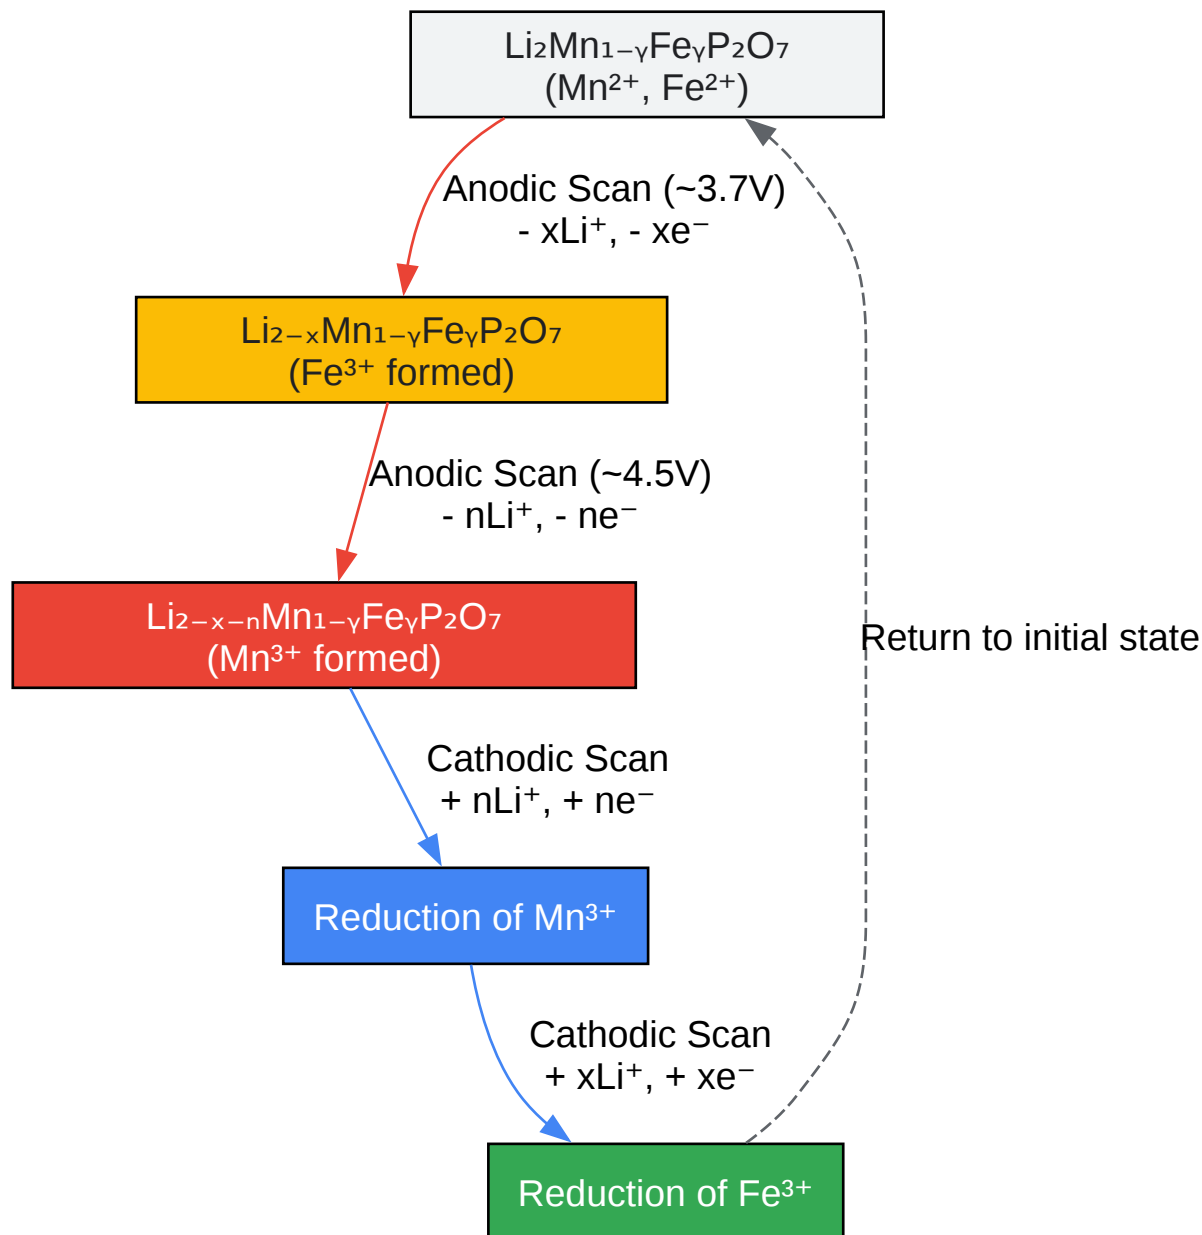 Li₂Mn₁₋ᵧFeᵧP₂O₇
(Mn²⁺, Fe²⁺)
Anodic Scan (~3.7V)
- xLi⁺, - xe⁻
Li₂₋ₓMn₁₋ᵧFeᵧP₂O₇
(Fe³⁺ formed)
Anodic Scan (~4.5V)
- nLi⁺, - ne⁻
Li₂₋ₓ₋ₙMn₁₋ᵧFeᵧP₂O₇
(Mn³⁺ formed)
Return to initial state
Cathodic Scan
+ nLi⁺, + ne⁻
Reduction of Mn³⁺
Cathodic Scan
+ xLi⁺, + xe⁻
Reduction of Fe³⁺